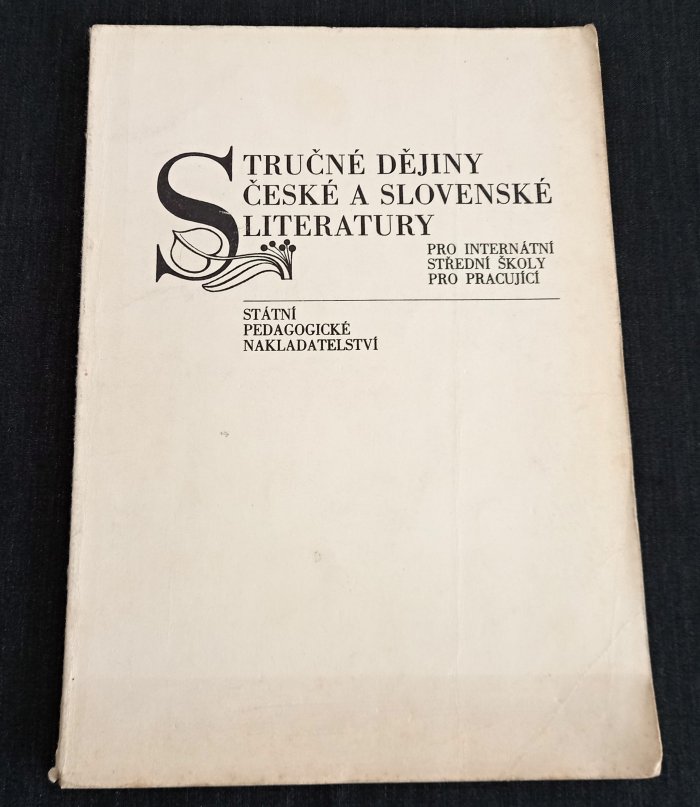 STRUČNÉ DĚJINY
ČESKÉ A SLOVENSKÉ
LITERATURY
PRO INTERNÁTNÍ
STŘEDNÍ ŠKOLY
PRO PRACUJÍCÍ
STÁTNÍ
PEDAGOGICKÉ
NAKLADATELSTVÍ